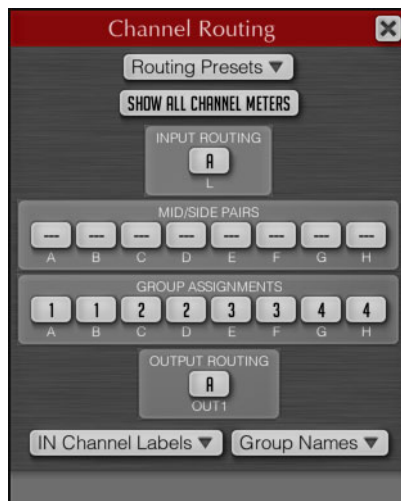 Channel Routing
Routing Presets
SHOW ALL CHANNEL METERS
INPUT ROUTING
A
L
MID/SIDE PAIRS
--- --- --- --- --- --- --- ---
A B C D E F G H
GROUP ASSIGNMENTS
1 1 2 2 3 3 4 4
A B C D E F G H
OUTPUT ROUTING
A
OUT1
IN Channel Labels Group Names